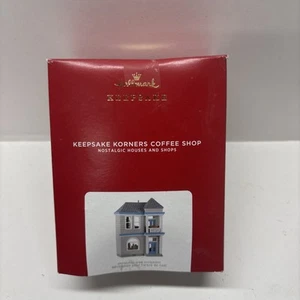 Hallmark
KEEPSAKE
KEEPSAKE KORNERS COFFEE SHOP
NOSTALGIC HOUSES AND SHOPS